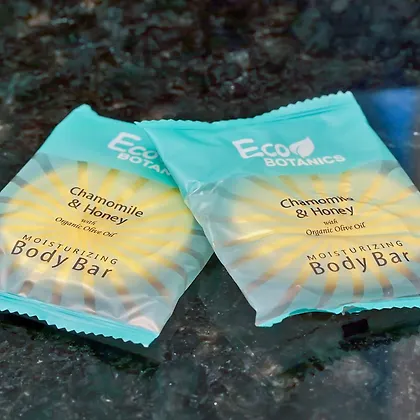 Eco
BOTANICS
Chamomile
& Honey
with
Organic Olive Oil
MOISTURIZING
Body Bar
Eco
BOTANICS
Chamomile
& Honey
with
Organic Olive Oil
MOISTURIZING
Body Bar